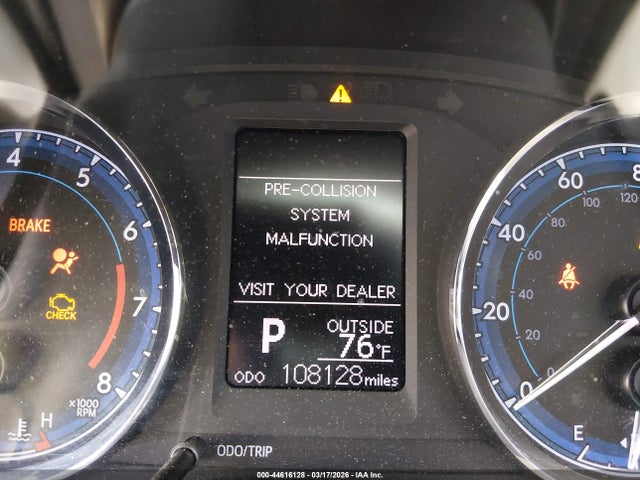 4
5
6
7
8
x1000
RPM
BRAKE
CHECK
H
PRE-COLLISION
SYSTEM
MALFUNCTION
VISIT YOUR DEALER
P
OUTSIDE
76°F
ODO 108128 miles
ODO/TRIP
0
20
40
60
8
0
20
40
60
80
100
120
E
000-44616128 - 03/17/2026 - IAA Inc.